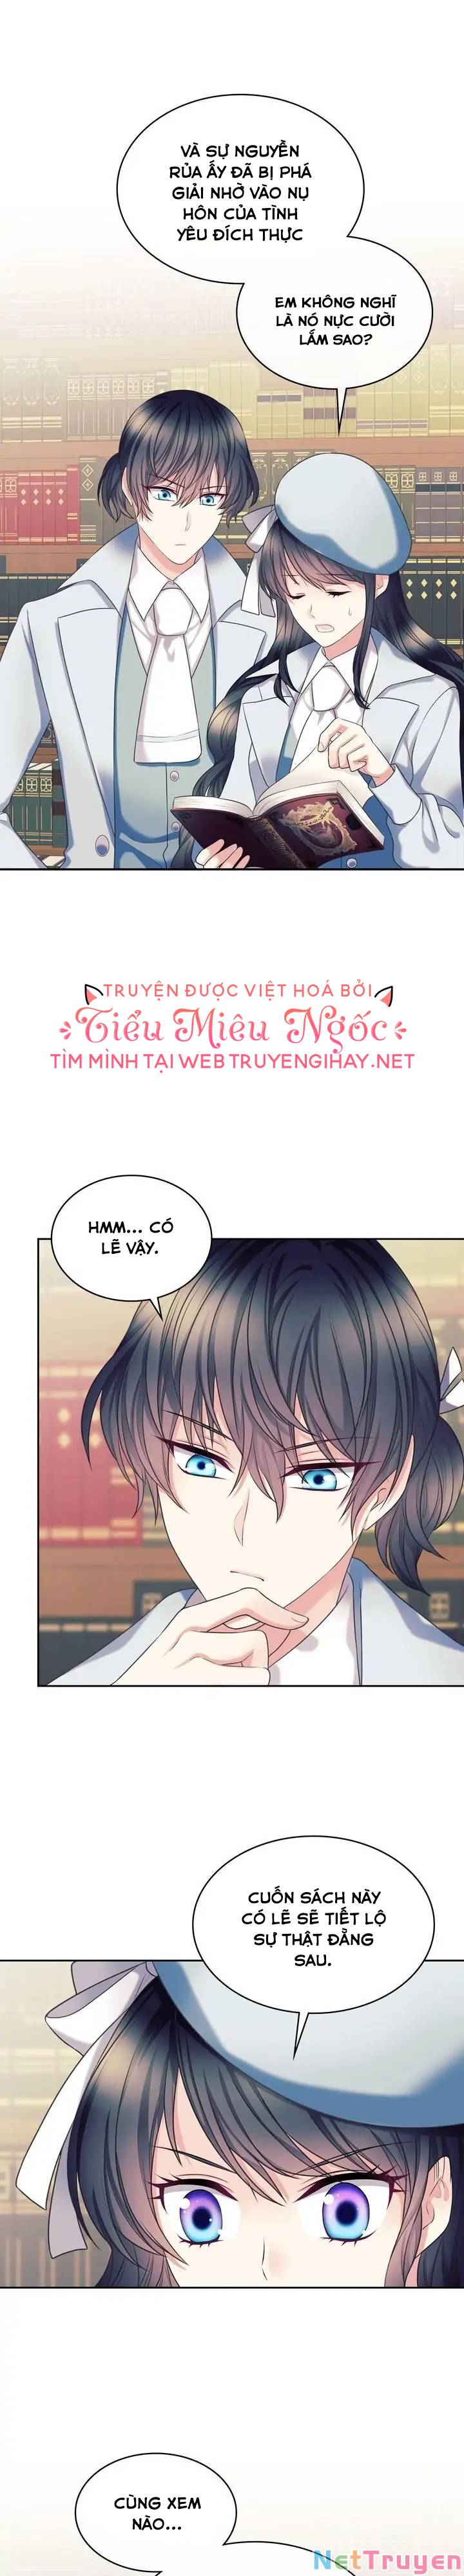 VÀ SỰ NGUYỀN
RỦA ẤY ĐÃ BỊ PHÁ
GIẢI NHỜ VÀO NỤ
HÔN CỦA TÌNH
YÊU ĐÍCH THỰC
EM KHÔNG NGHĨ
LÀ NÓ NỰC CƯỜI
LẮM SAO?
TRUYỆN ĐƯỢC VIỆT HOÁ BỞI
TIỂU MIÊU NGỐC
TÌM MÌNH TẠI WEB TRUYENGIHAY.NET
HMM... CÓ
LẼ VẬY.
CUỐN SÁCH NÀY
CÓ LẼ SẼ TIẾT LỘ
SỰ THẬT ĐẰNG
SAU.
CÙNG XEM
NÀO...
NetTruyen